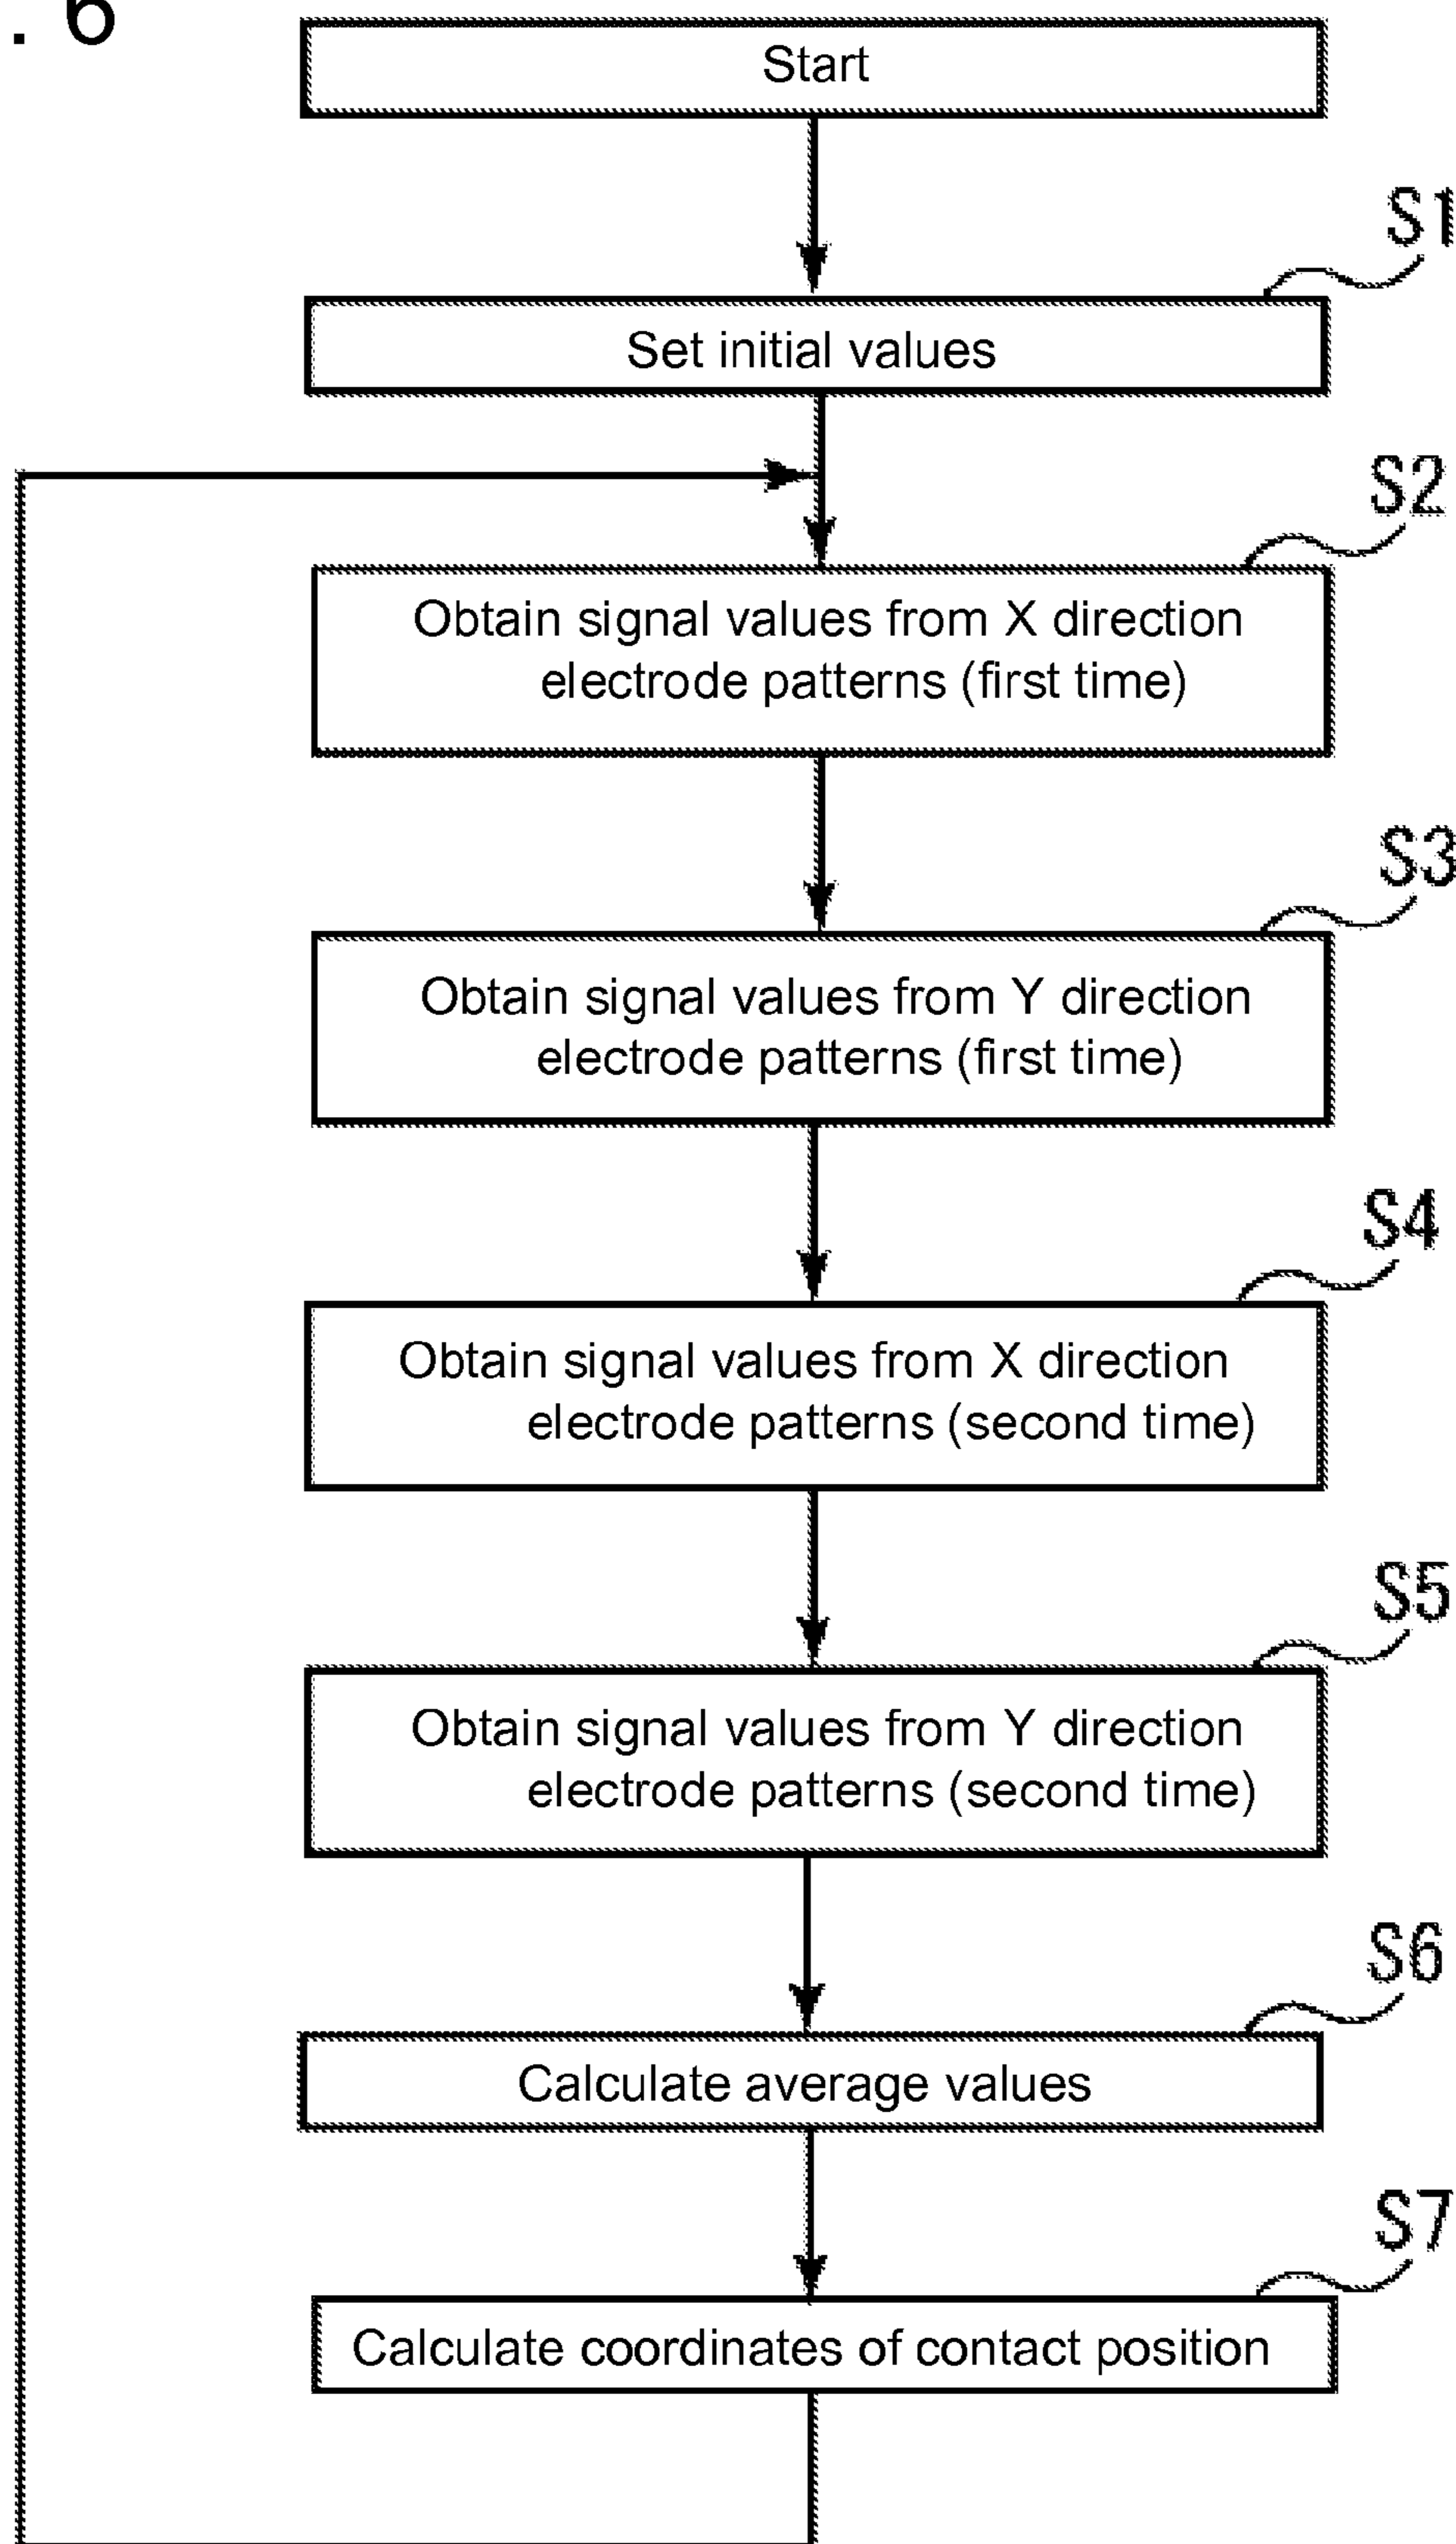 . 6
Start
S1
Set initial values
S2
Obtain signal values from X direction
electrode patterns (first time)
S3
Obtain signal values from Y direction
electrode patterns (first time)
S4
Obtain signal values from X direction
electrode patterns (second time)
S5
Obtain signal values from Y direction
electrode patterns (second time)
S6
Calculate average values
S7
Calculate coordinates of contact position